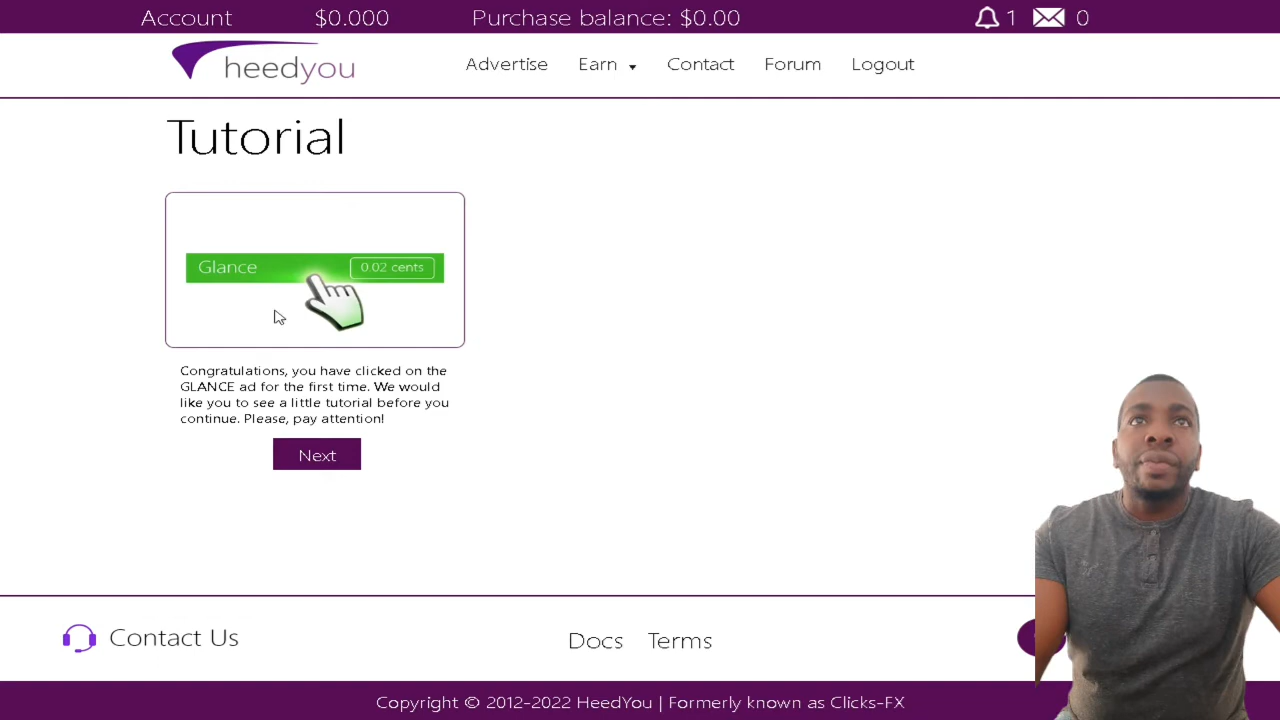 Account $0.000 Purchase balance: $0.00 1 0
heedyou
Advertise Earn Contact Forum Logout
Tutorial
Glance 0.02 cents
Congratulations, you have clicked on the
GLANCE ad for the first time. We would
like you to see a little tutorial before you
continue. Please, pay attention!
Next
Contact Us
Docs Terms
Copyright © 2012-2022 HeedYou | Formerly known as Clicks-FX